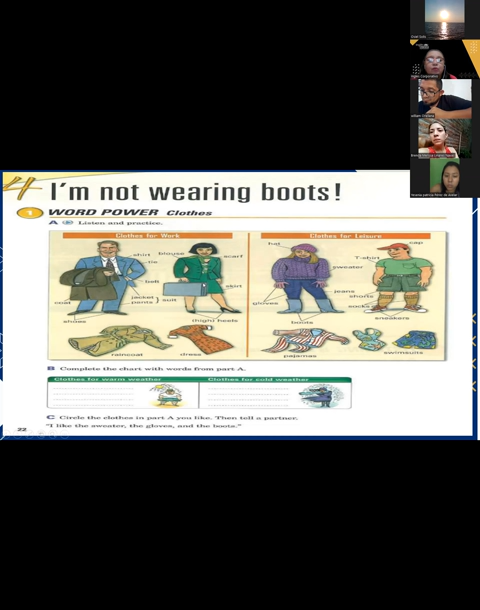 4 I'm not wearing boots!
1 WORD POWER Clothes
A Listen and practice.
Clothes for Work
Clothes for Leisure
shirt
blouse
scarf
tie
belt
skirt
jacket
pants
suit
coat
shoes
(high) heels
raincoat
dress
hat
cap
T-shirt
sweater
jeans
shorts
gloves
socks
sneakers
boots
pajamas
swimsuits
B Complete the chart with words from part A.
Clothes for warm weather
Clothes for cold weather
C Circle the clothes in part A you like. Then tell a partner.
"I like the sweater, the gloves, and the boots."
22